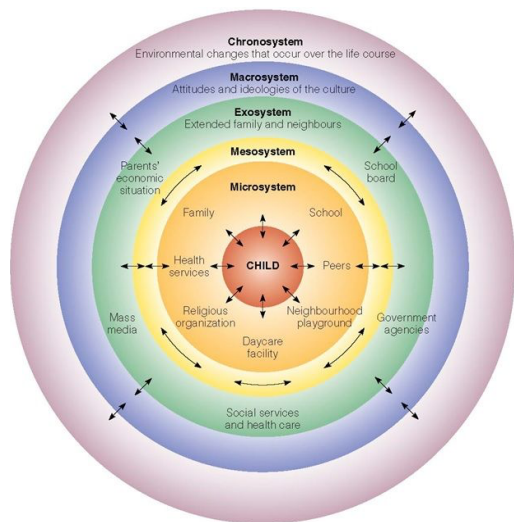 Chronosystem
Environmental changes that occur over the life course
Macrosystem
Attitudes and ideologies of the culture
Exosystem
Extended family and neighbours
Mesosystem
Parents'
economic
situation
School
board
Microsystem
Family
School
Health
services
CHILD
Peers
Religious
organization
Neighbourhood
playground
Daycare
facility
Mass
media
Government
agencies
Social services
and health care